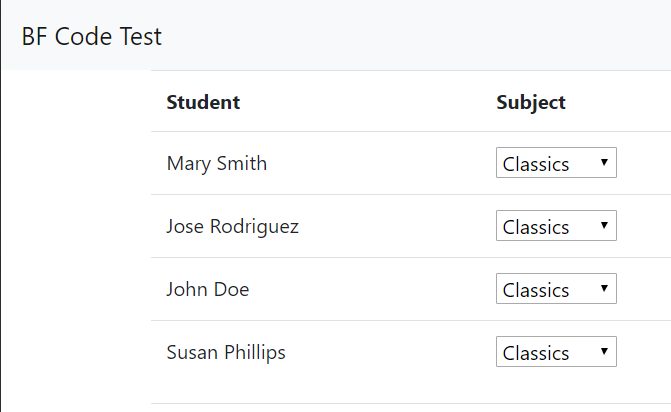 BF Code Test
Student Subject
Mary Smith Classics
Jose Rodriguez Classics
John Doe Classics
Susan Phillips Classics